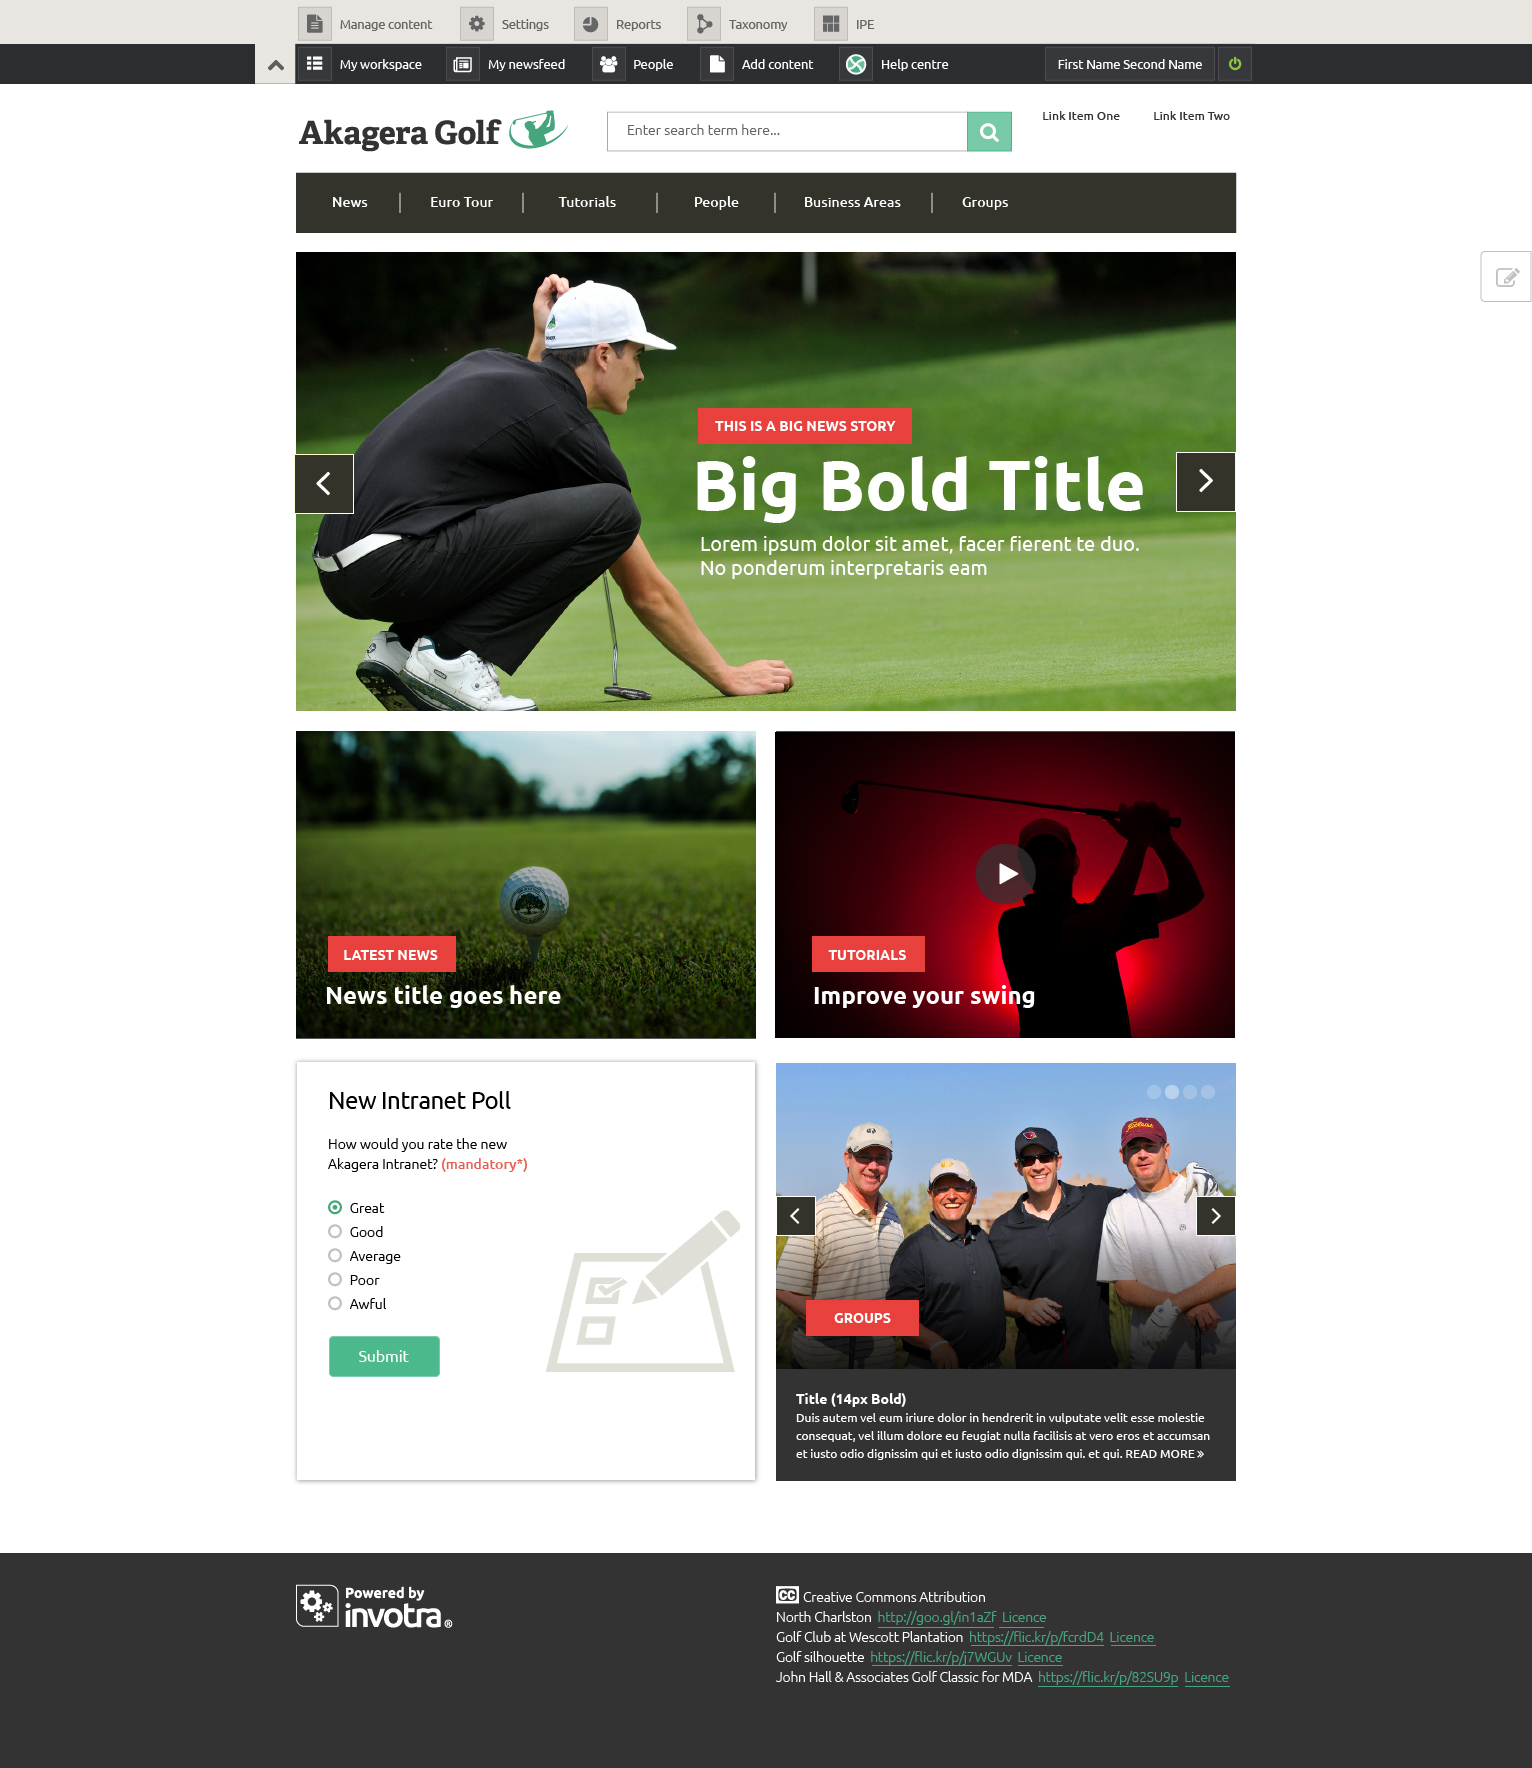 Manage content
Settings
Reports
Taxonomy
IPE
My workspace
My newsfeed
People
Add content
Help centre
First Name Second Name
Akagera Golf
Enter search term here...
Link Item One
Link Item Two
News
Euro Tour
Tutorials
People
Business Areas
Groups
THIS IS A BIG NEWS STORY
Big Bold Title
Lorem ipsum dolor sit amet, facer fierent te duo.
No ponderum interpretaris eam
LATEST NEWS
News title goes here
TUTORIALS
Improve your swing
New Intranet Poll
How would you rate the new
Akagera Intranet? (mandatory*)
Great
Good
Average
Poor
Awful
Submit
GROUPS
Title (14px Bold)
Duis autem vel eum iriure dolor in hendrerit in vulputate velit esse molestie
consequat, vel illum dolore eu feugiat nulla facilisis at vero eros et accumsan
et iusto odio dignissim qui et iusto odio dignissim qui. et qui. READ MORE »
Powered by
invotra®
CC Creative Commons Attribution
North Charlston http://goo.gl/in1aZf Licence
Golf Club at Wescott Plantation https://flic.kr/p/fcrdD4 Licence
Golf silhouette https://flic.kr/p/j7WGUv Licence
John Hall & Associates Golf Classic for MDA https://flic.kr/p/82SU9p Licence